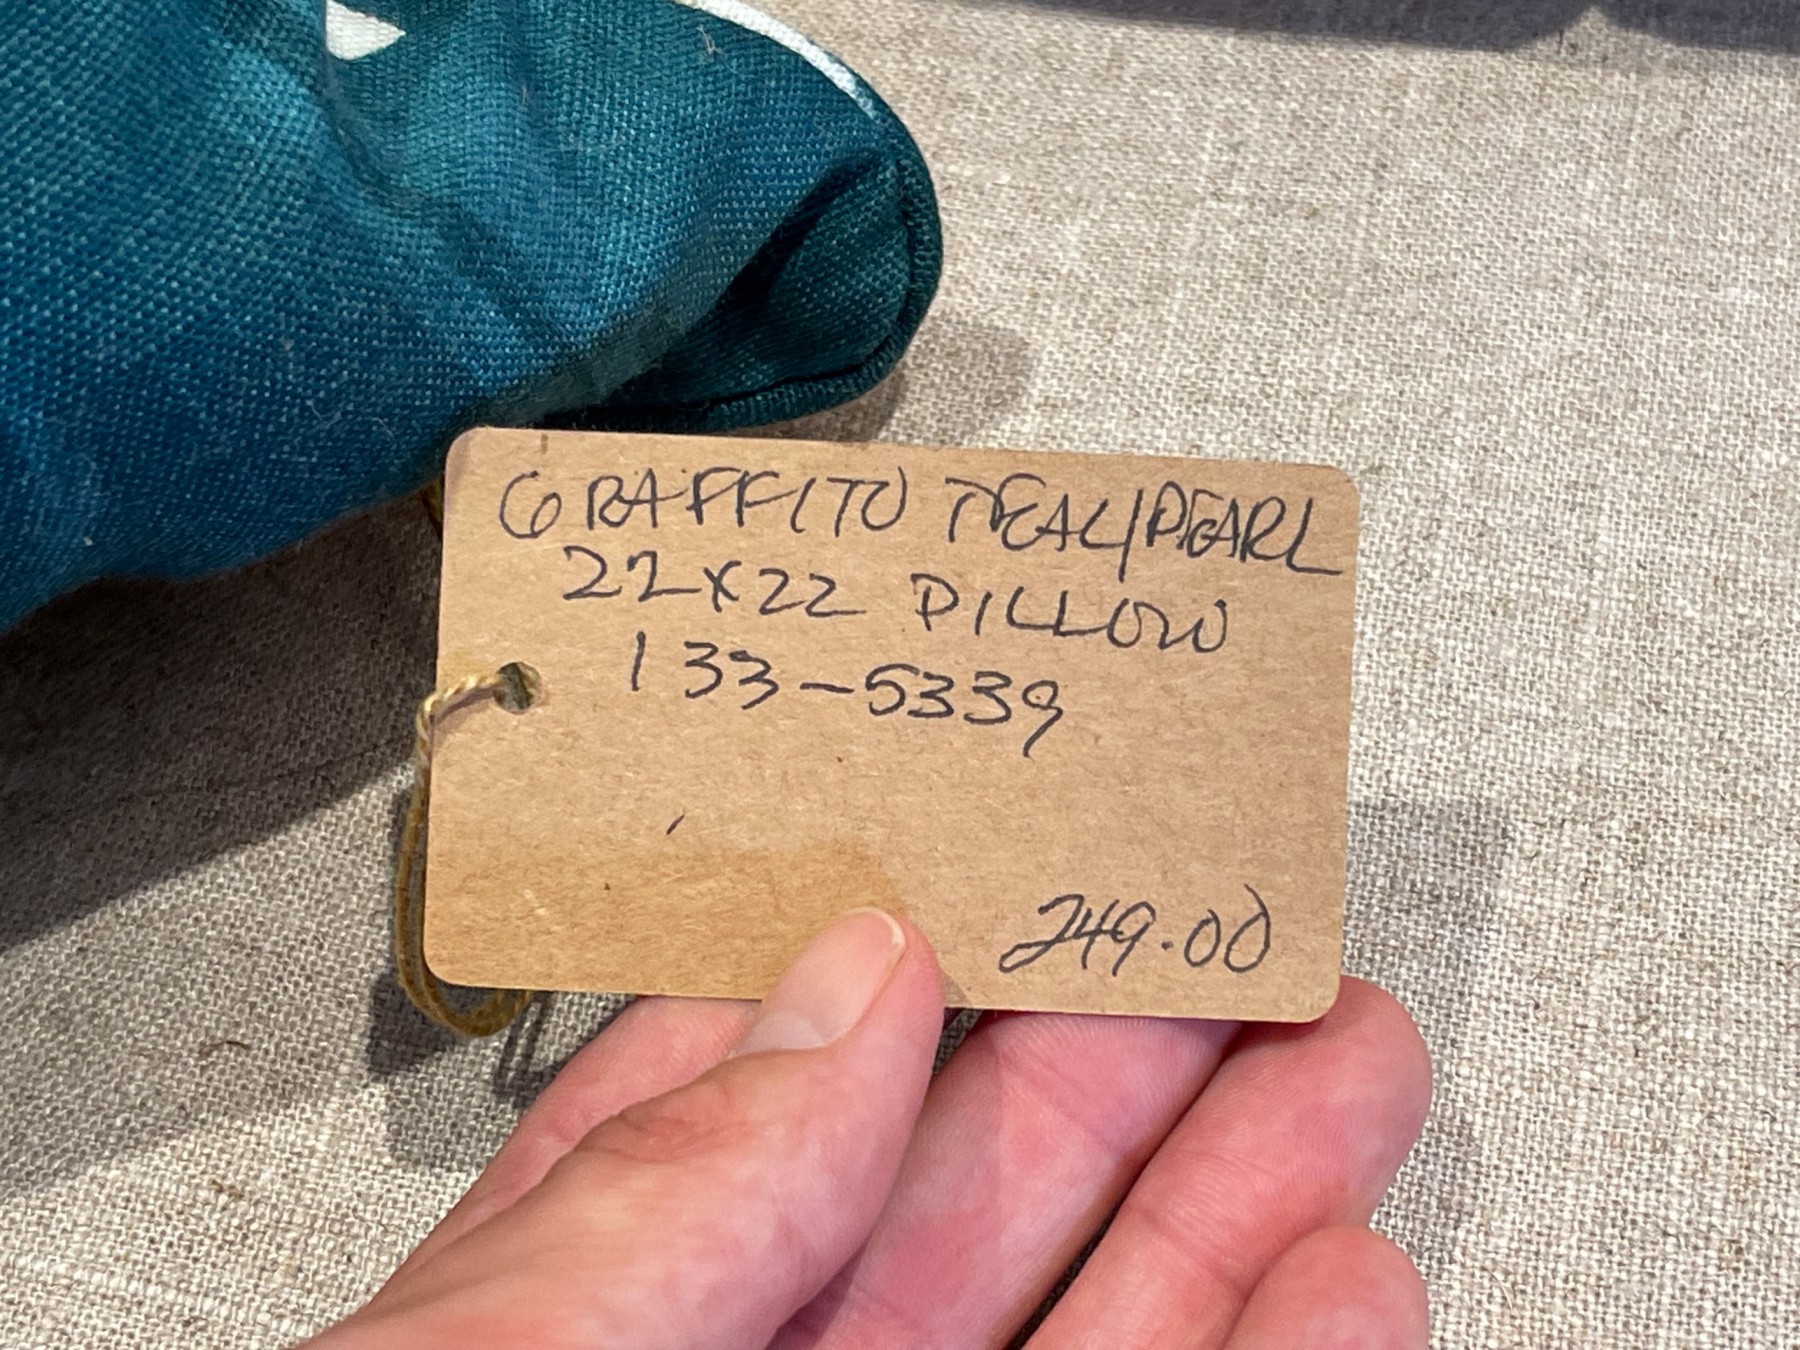 GRAFFITO TEAL/PEARL
22X22 PILLOW
133-5339
249.00